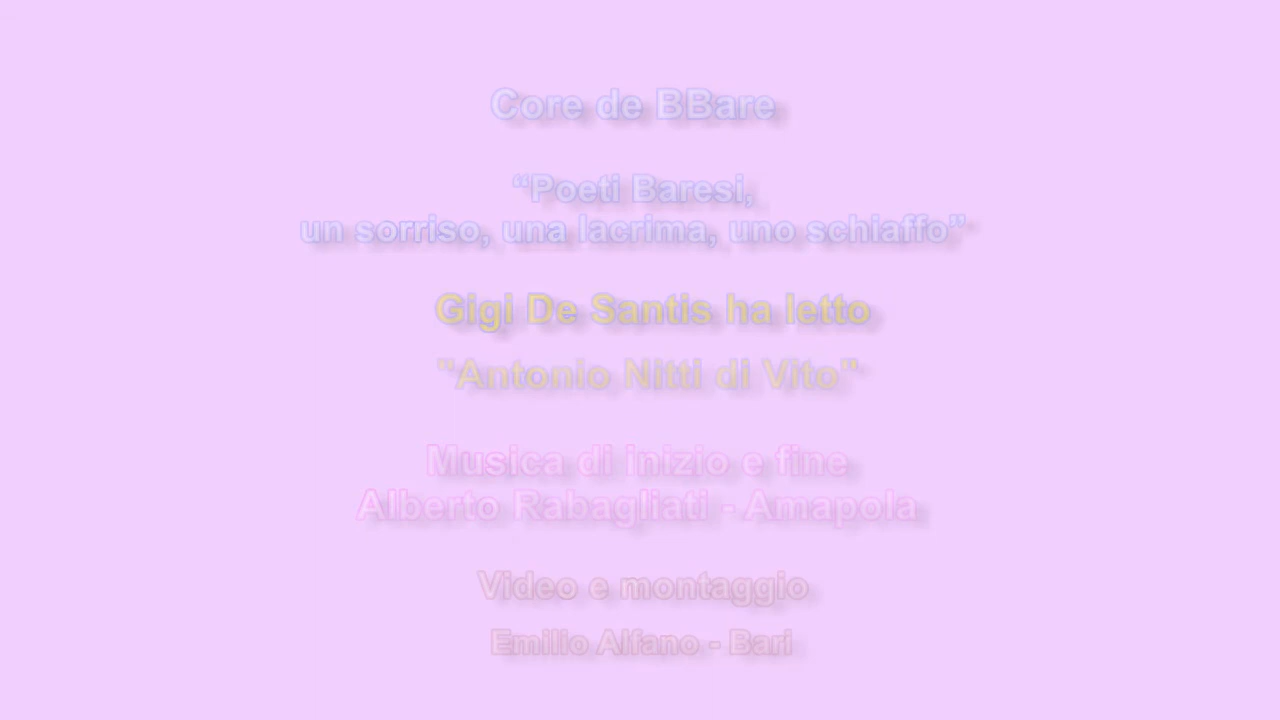 Core de BBare
“Poeti Baresi,
un sorriso, una lacrima, uno schiaffo”
Gigi De Santis ha letto
"Antonio Nitti di Vito"
Musica di inizio e fine
Alberto Rabagliati - Amapola
Video e montaggio
Emilio Alfano - Bari